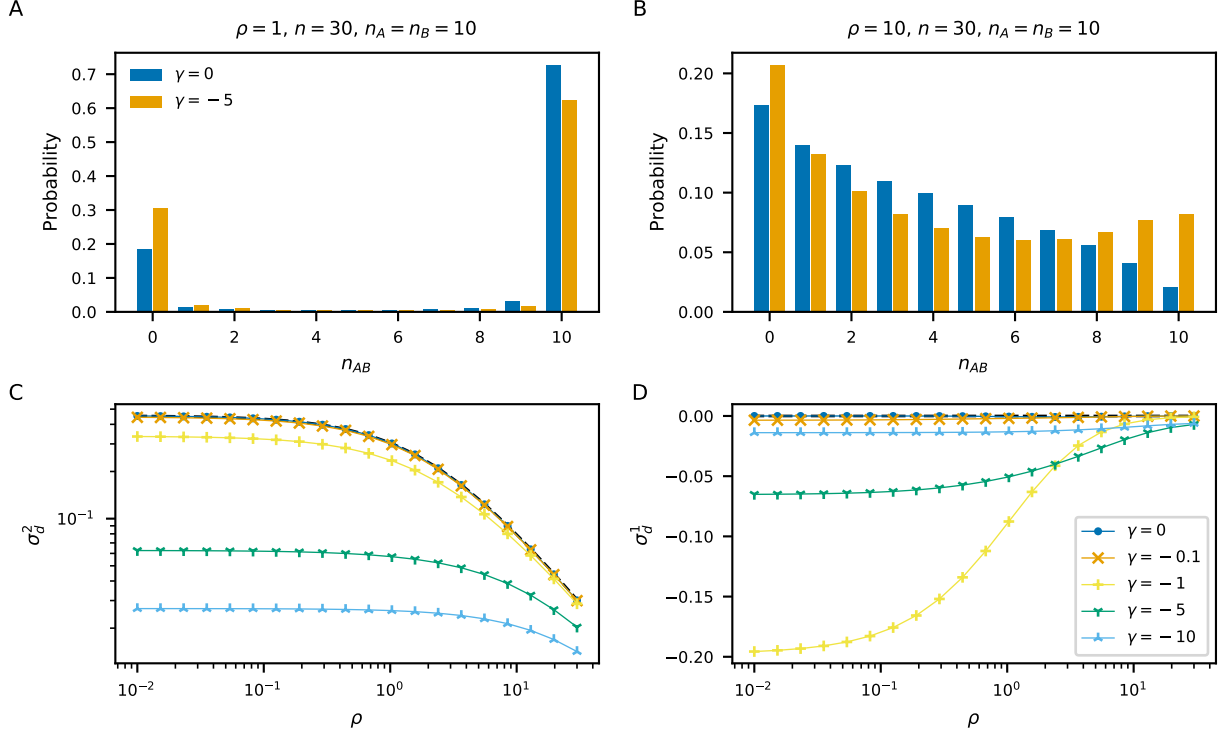 A
ρ = 1, n = 30, n_A = n_B = 10
Probability
0.7
0.6
0.5
0.4
0.3
0.2
0.1
0.0
γ = 0
γ = −5
0 2 4 6 8 10
n_AB
B
ρ = 10, n = 30, n_A = n_B = 10
Probability
0.20
0.15
0.10
0.05
0.00
0 2 4 6 8 10
n_AB
C
σ_d^2
10^−1
10^−2 10^−1 10^0 10^1
ρ
D
σ_d^1
0.00
−0.05
−0.10
−0.15
−0.20
γ = 0
γ = −0.1
γ = −1
γ = −5
γ = −10
10^−2 10^−1 10^0 10^1
ρ